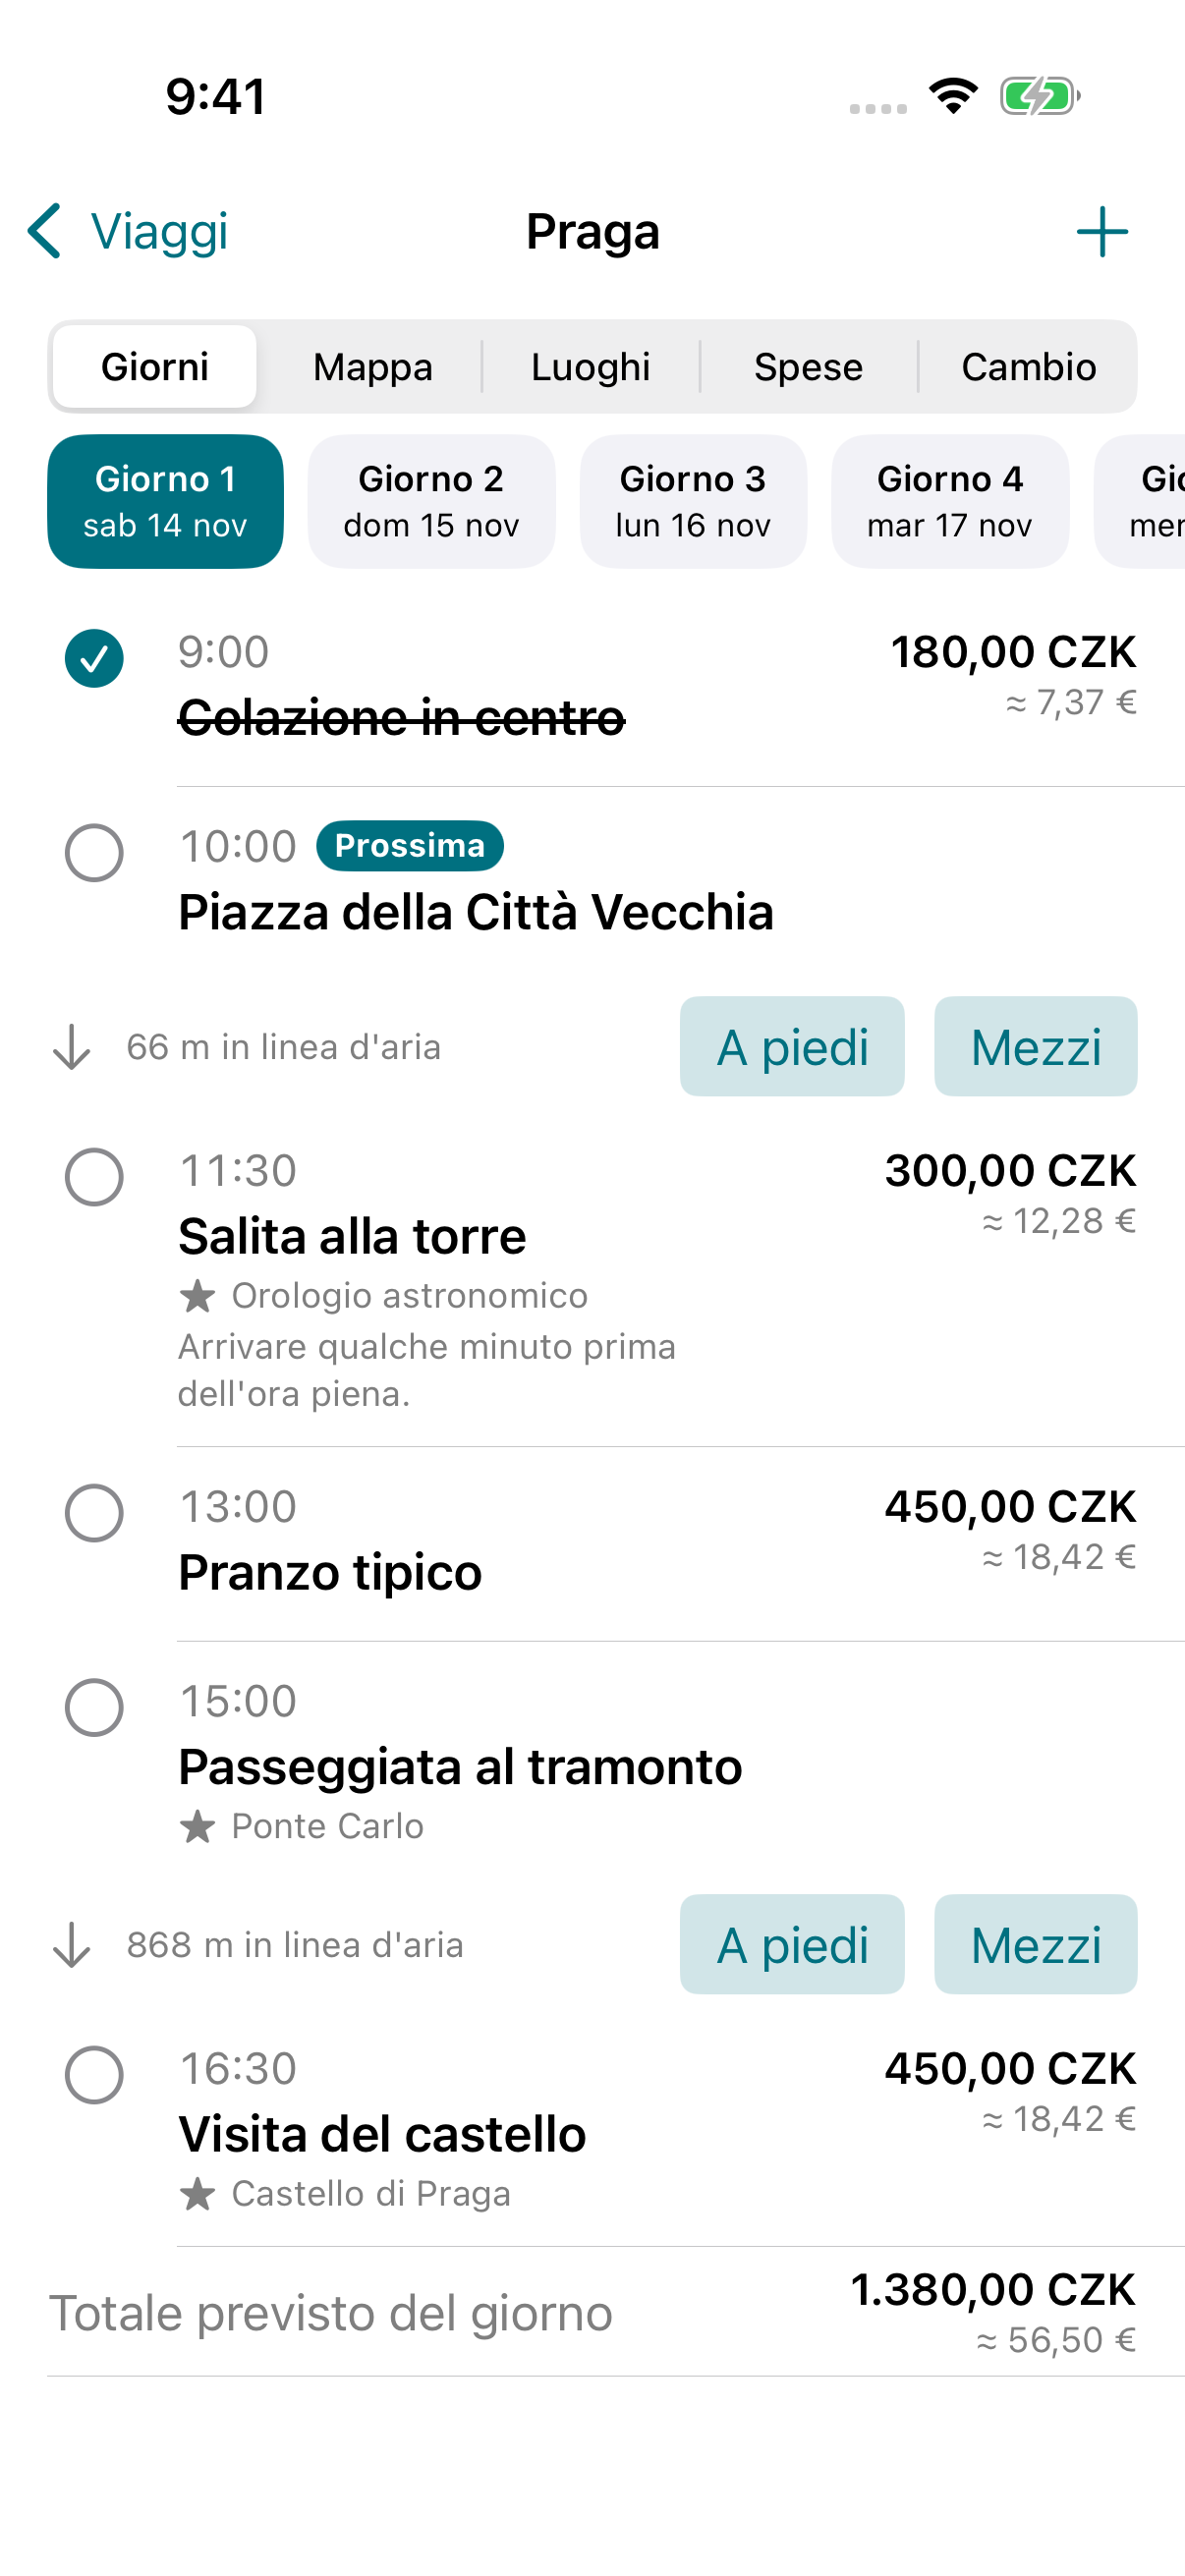 9:41
Viaggi
Praga
Giorni
Mappa
Luoghi
Spese
Cambio
Giorno 1
sab 14 nov
Giorno 2
dom 15 nov
Giorno 3
lun 16 nov
Giorno 4
mar 17 nov
9:00
180,00 CZK
≈ 7,37 €
Colazione in centro
10:00
Prossima
Piazza della Città Vecchia
66 m in linea d'aria
A piedi
Mezzi
11:30
300,00 CZK
≈ 12,28 €
Salita alla torre
Orologio astronomico
Arrivare qualche minuto prima
dell'ora piena.
13:00
450,00 CZK
≈ 18,42 €
Pranzo tipico
15:00
Passeggiata al tramonto
Ponte Carlo
868 m in linea d'aria
A piedi
Mezzi
16:30
450,00 CZK
≈ 18,42 €
Visita del castello
Castello di Praga
Totale previsto del giorno
1.380,00 CZK
≈ 56,50 €